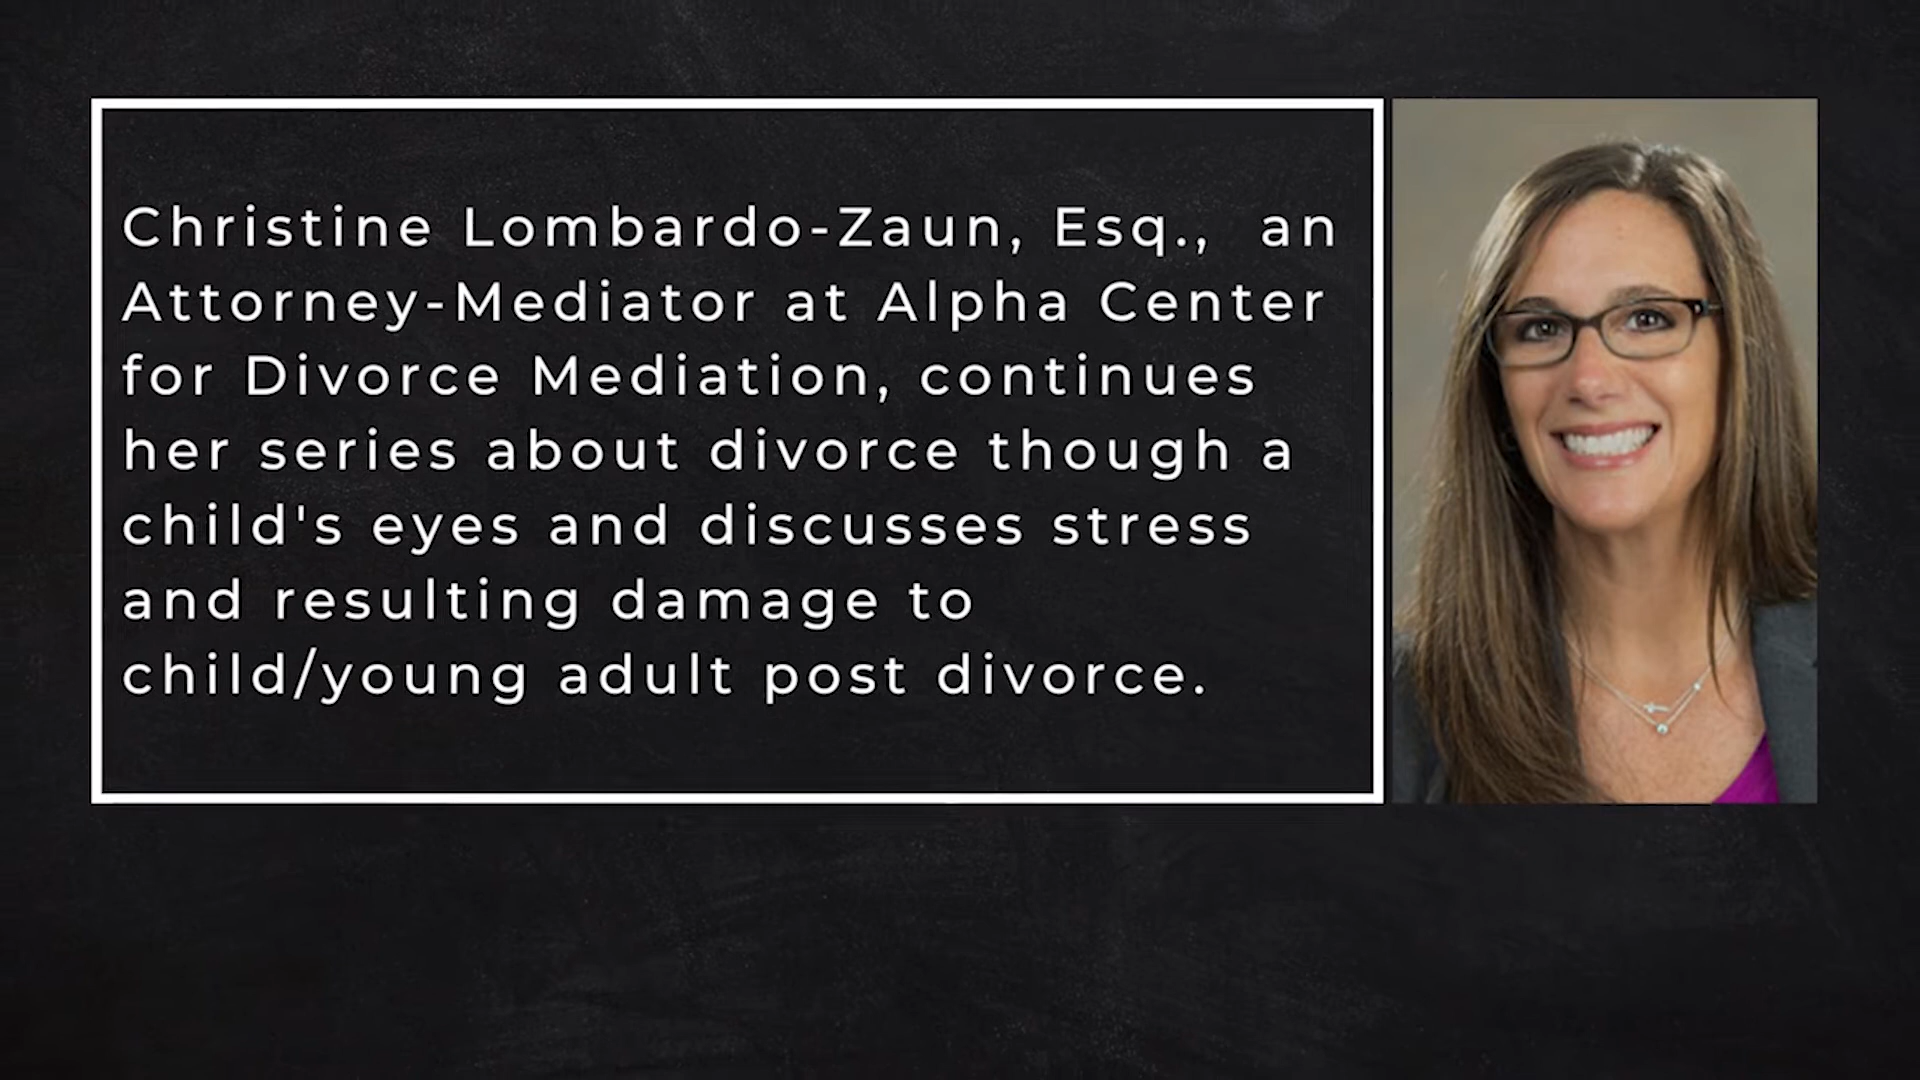 Christine Lombardo-Zaun, Esq.,  an
Attorney-Mediator at Alpha Center
for Divorce Mediation, continues
her series about divorce though a
child's eyes and discusses stress
and resulting damage to
child/young adult post divorce.